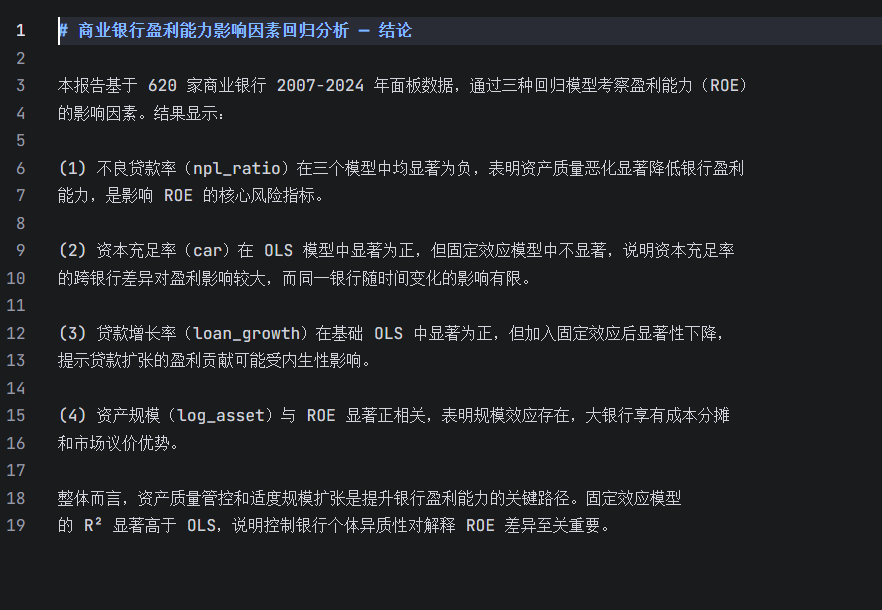 1 # 商业银行盈利能力影响因素回归分析 — 结论
2
3 本报告基于 620 家商业银行 2007-2024 年面板数据，通过三种回归模型考察盈利能力（ROE）
4 的影响因素。结果显示：
5
6 (1) 不良贷款率（npl_ratio）在三个模型中均显著为负，表明资产质量恶化显著降低银行盈利
7 能力，是影响 ROE 的核心风险指标。
8
9 (2) 资本充足率（car）在 OLS 模型中显著为正，但固定效应模型中不显著，说明资本充足率
10 的跨银行差异对盈利影响较大，而同一银行随时间变化的影响有限。
11
12 (3) 贷款增长率（loan_growth）在基础 OLS 中显著为正，但加入固定效应后显著性下降，
13 提示贷款扩张的盈利贡献可能受内生性影响。
14
15 (4) 资产规模（log_asset）与 ROE 显著正相关，表明规模效应存在，大银行享有成本分摊
16 和市场议价优势。
17
18 整体而言，资产质量管控和适度规模扩张是提升银行盈利能力的关键路径。固定效应模型
19 的 R² 显著高于 OLS，说明控制银行个体异质性对解释 ROE 差异至关重要。